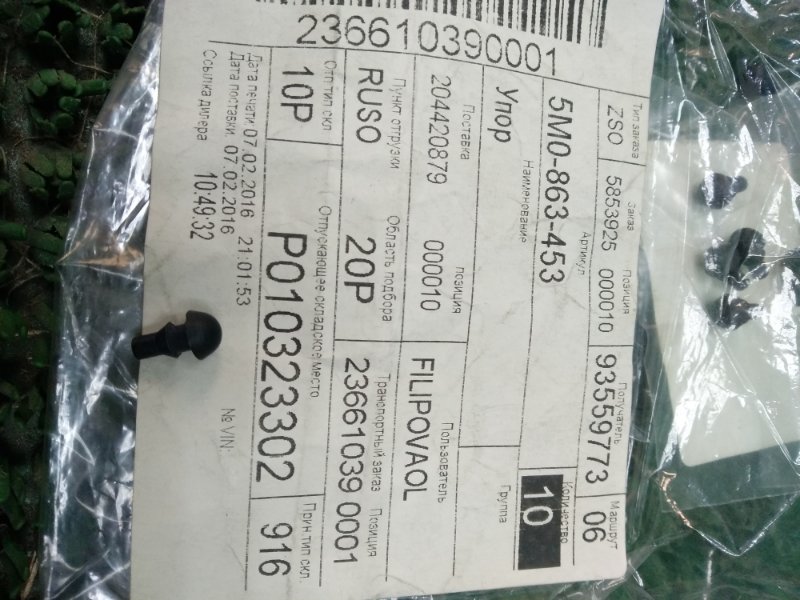 236610390001
Тип заказа Заказ Позиция Получатель Маршрут
ZSO 5853925 000010 93559773 06
Артикул Количество
5M0-863-453 10
Наименование Группа
Упор
Поставка позиция Пользователь
204420879 000010 FILIPOVAOL
Пункт отгрузки Область подбора Транспортный заказ Позиция
RUSO 20P 23661039 0001
Отп.тип скл. Отпускающее складское место Прин.тип скл.
10P P010323302 916
Дата печати 07.02.2016 21:01:53
Дата поставки. 07.02.2016
Ссылка дилера 10:49:32 № VIN: